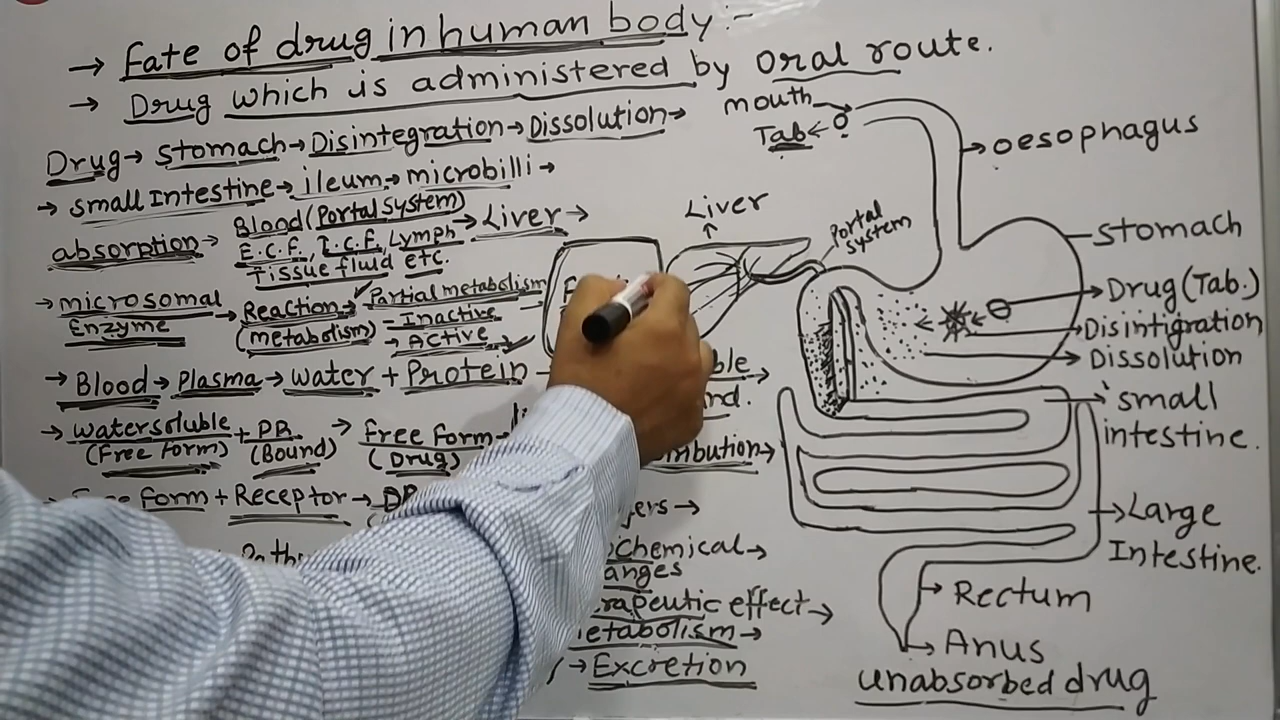 → Fate of drug in human body:-
→ Drug which is administered by oral route.
Drug → stomach → Disintegration → Dissolution →
→ small Intestine → ileum → microbilli →
absorption → Blood (Portal System)
E.C.F., I.C.F, Lymph → Liver →
Tissue fluid etc.
→ microsomal Enzyme → Reaction → Partial metabolism
(metabolism) = Inactive
→ Active
→ Blood → Plasma → water + Protein
→ watersoluble + PP. → free form
(Free form) (Bound) (Drug)
form + Receptor →
→
chemical →
anges
rapeutic effect →
etabolism →
→ Excretion
mouth
Tab ←
→ oesophagus
Liver
↑
Portal
system
stomach
→ Drug (Tab.)
→ Disintigration
→ Dissolution
→ small
intestine.
→ Large
Intestine.
→ Rectum
→ Anus
unabsorbed drug